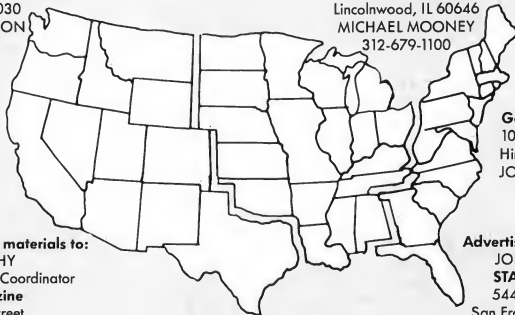 030
ON
Lincolnwood, IL 60646
MICHAEL MOONEY
312-679-1100
G
10
Hi
JO
materials to:
HY
Coordinator
zine
treet
Advertis
JO
STA
544
San Fra